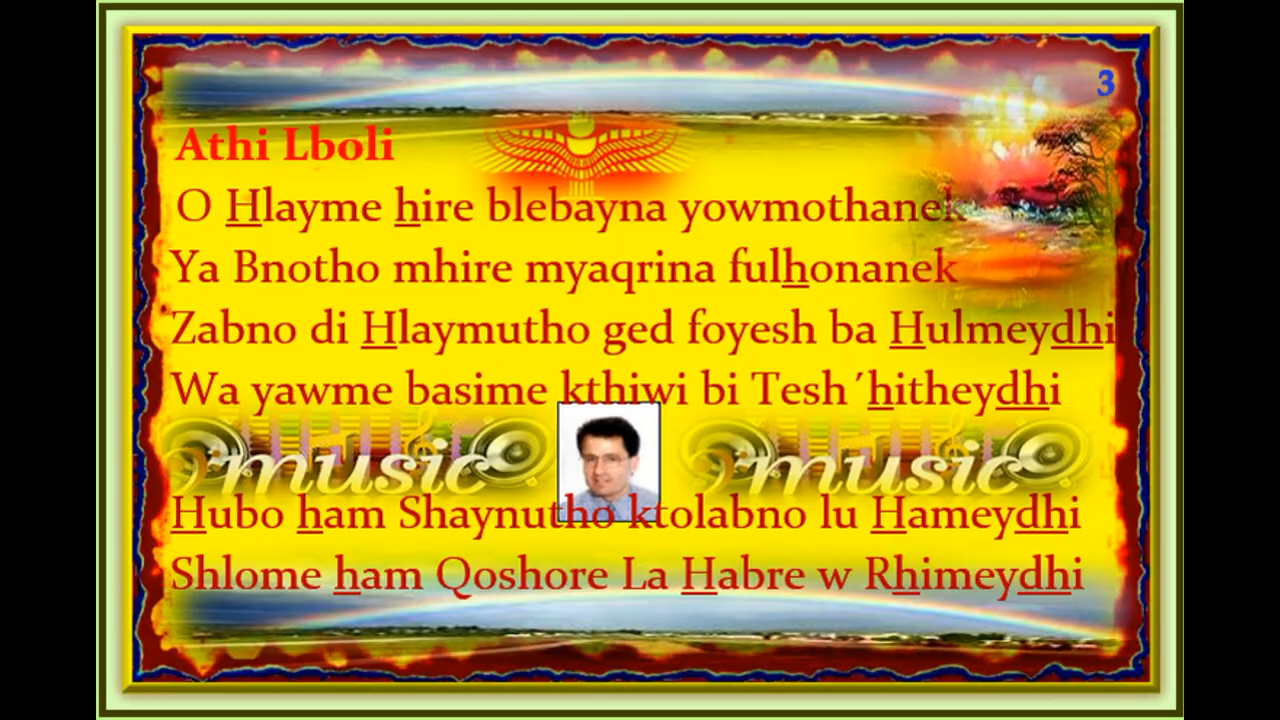 3
Athi Lboli
O Hlayme hire blebayna yowmothanek
Ya Bnotho mhire myaqrina fulhonanek
Zabno di Hlaymutho ged foyesh ba Hulmeydhi
Wa yawme basime kthiwi bi Tesh´hitheydhi
music music
Hubo ham Shaynutho ktolabno lu Hameydhi
Shlome ham Qoshore La Habre w Rhimeydhi